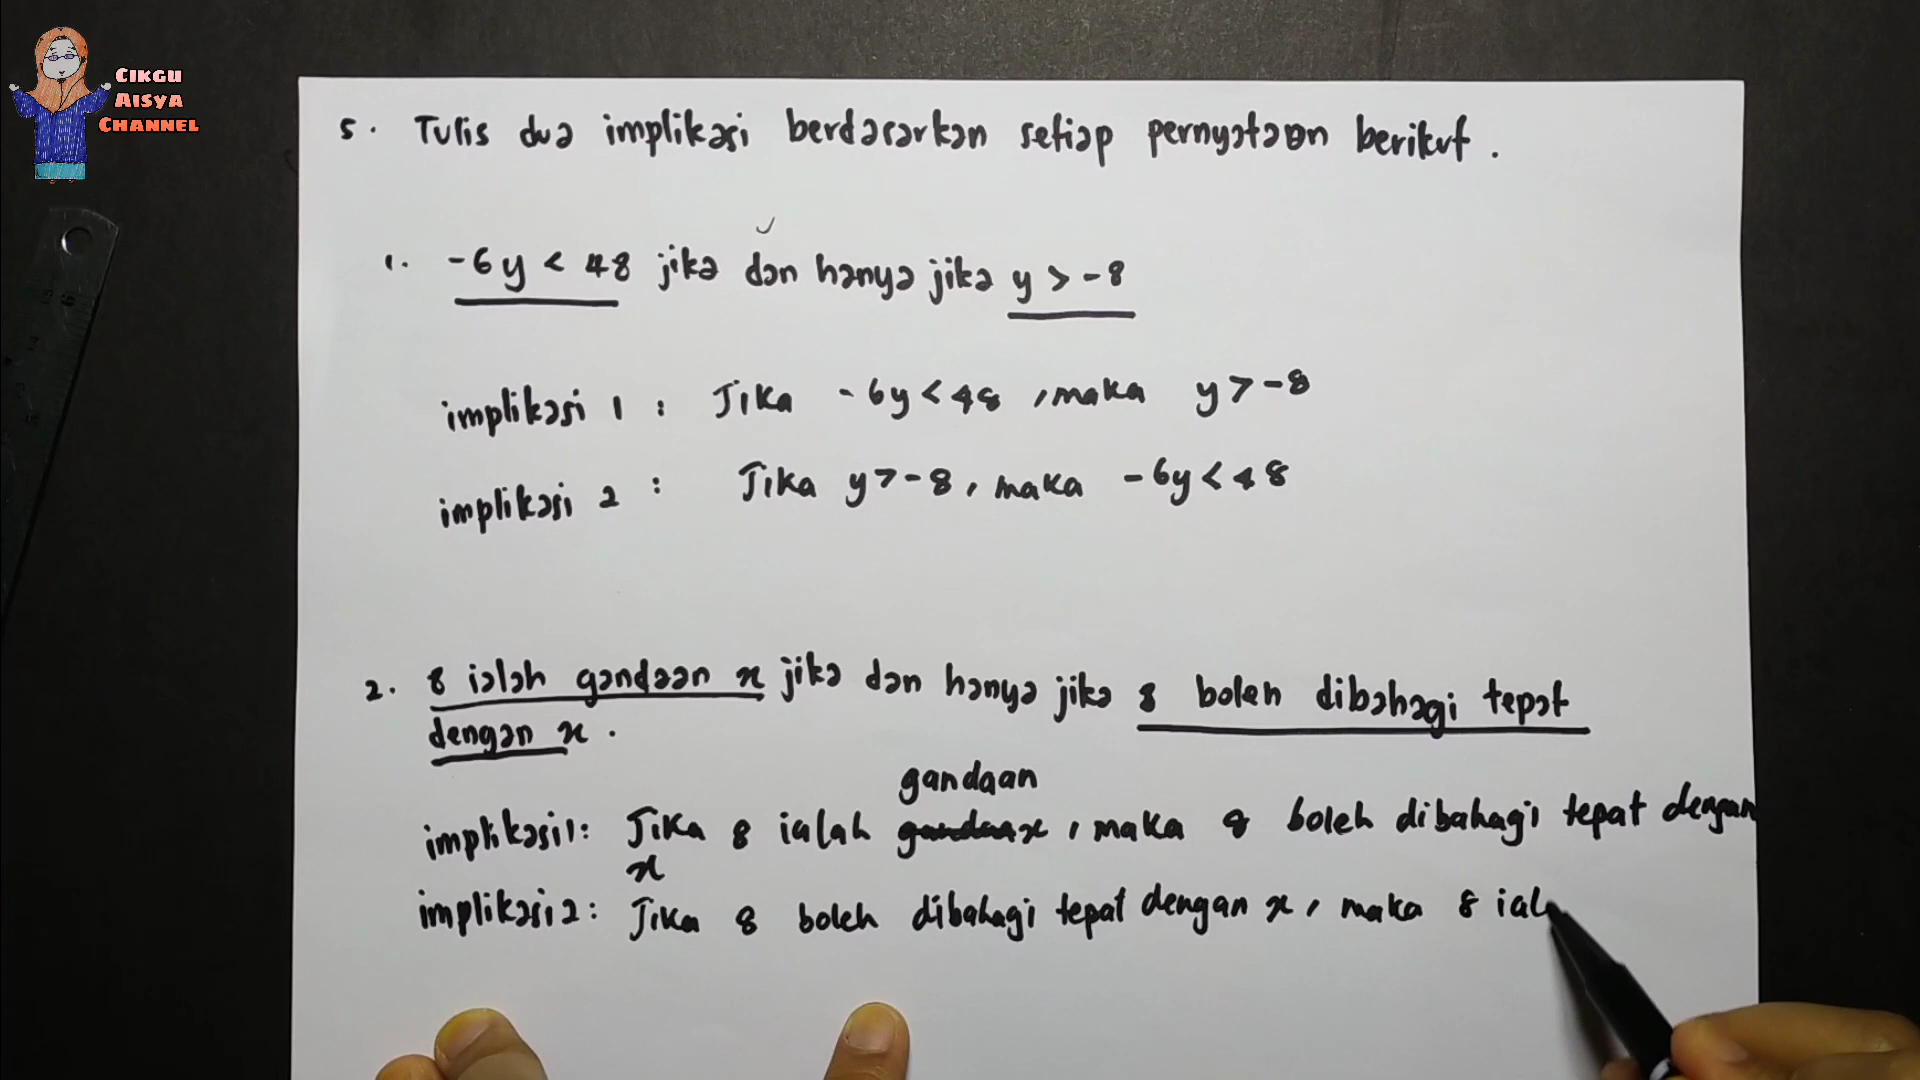 Cikgu
Aisya
Channel
5. Tulis dua implikasi berdasarkan setiap pernyataan berikut.
1. -6y < 48 jika dan hanya jika y > -8
implikasi 1 : Jika -6y < 48 , maka y > -8
implikasi 2 : Jika y > -8 , maka -6y < 48
2. 8 ialah gandaan x jika dan hanya jika 8 boleh dibahagi tepat
dengan x .
gandaan
implikasi 1 : Jika 8 ialah gandaan x , maka 8 boleh dibahagi tepat dengan
x
implikasi 2 : Jika 8 boleh dibahagi tepat dengan x , maka 8 ial